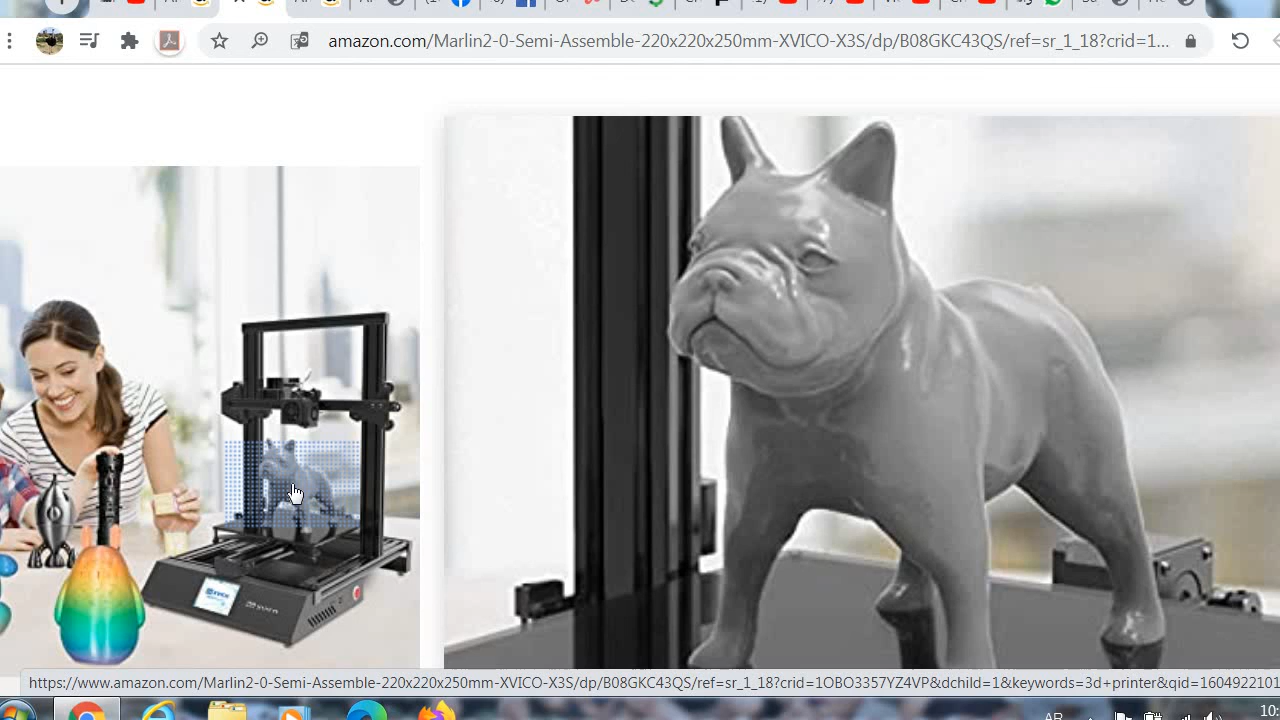 amazon.com/Marlin2-0-Semi-Assemble-220x220x250mm-XVICO-X3S/dp/B08GKC43QS/ref=sr_1_18?crid=1...
XVICO
https://www.amazon.com/Marlin2-0-Semi-Assemble-220x220x250mm-XVICO-X3S/dp/B08GKC43QS/ref=sr_1_18?crid=1OBO3357YZ4VP&dchild=1&keywords=3d+printer&qid=1604922101
AR
10: